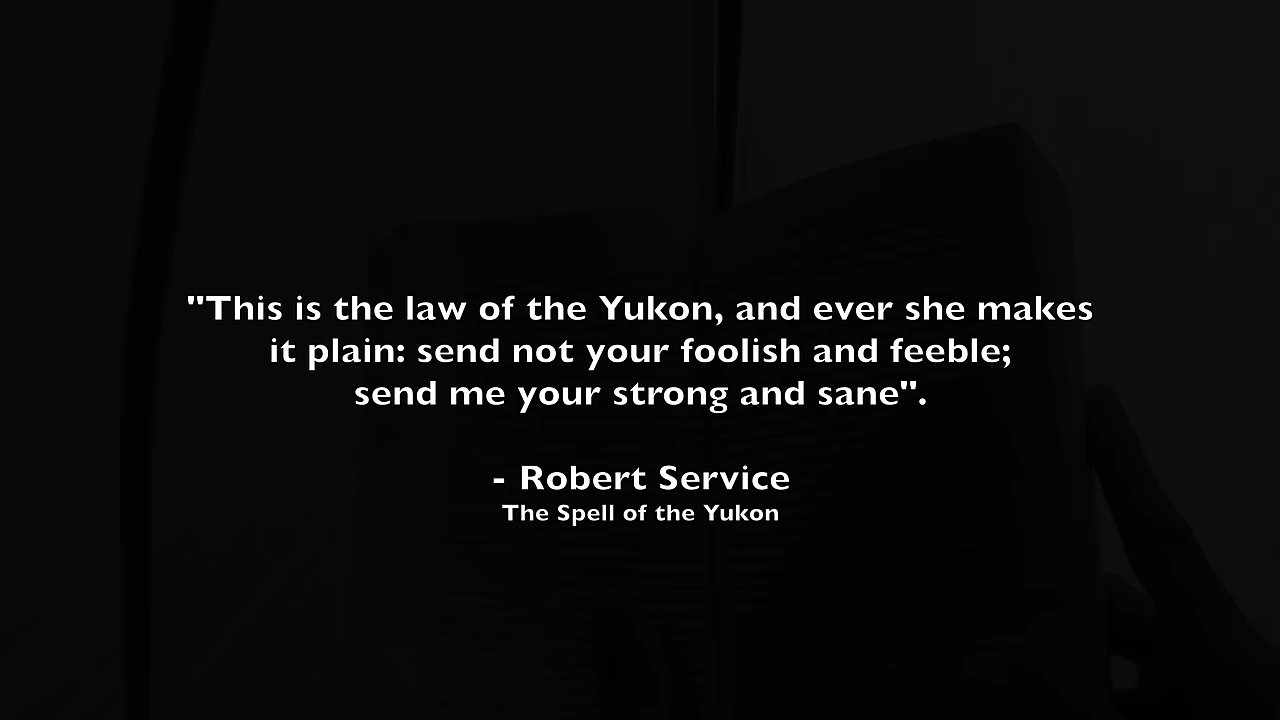 "This is the law of the Yukon, and ever she makes
it plain: send not your foolish and feeble;
send me your strong and sane".
- Robert Service
The Spell of the Yukon